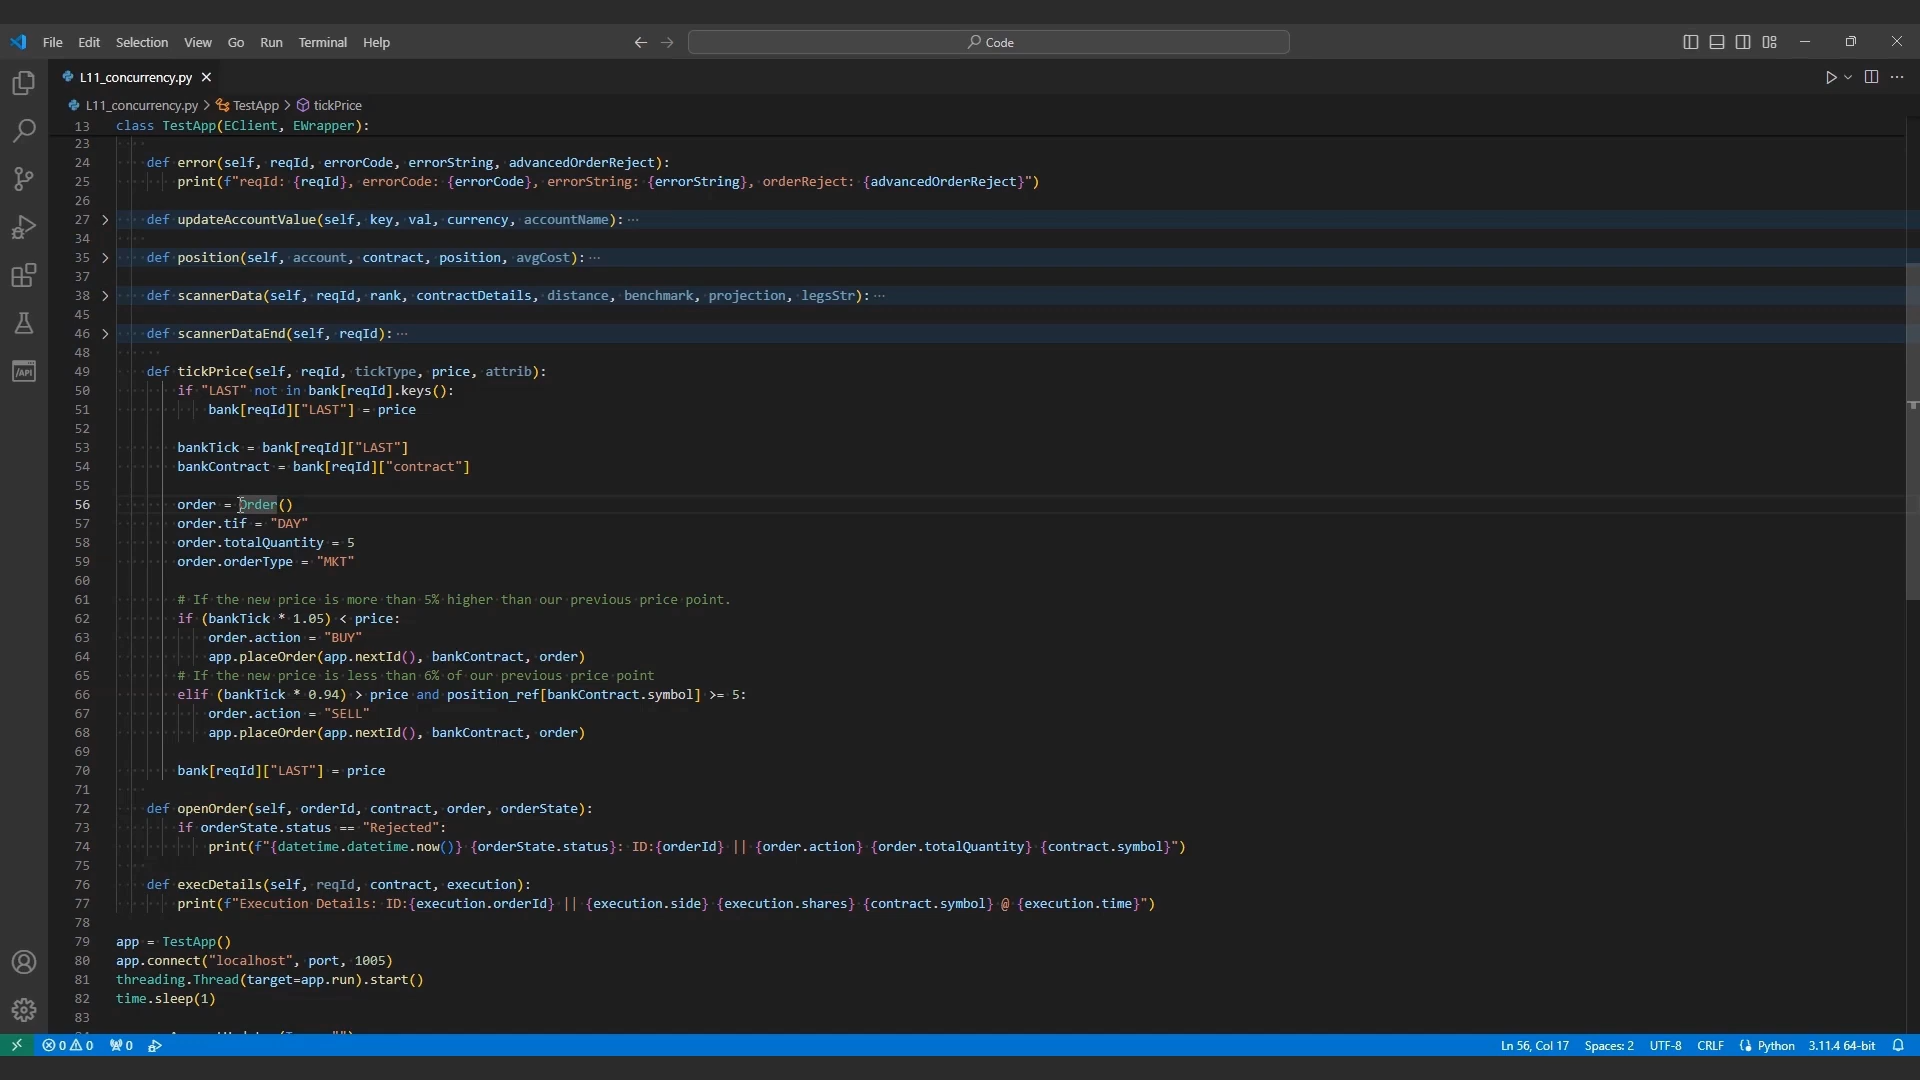 File Edit Selection View Go Run Terminal Help
Code
L11_concurrency.py
L11_concurrency.py > TestApp > tickPrice
13 class TestApp(EClient, EWrapper):
23
24 def error(self, reqId, errorCode, errorString, advancedOrderReject):
25 print(f"reqId: {reqId}, errorCode: {errorCode}, errorString: {errorString}, orderReject: {advancedOrderReject}")
26
27 def updateAccountValue(self, key, val, currency, accountName): ···
34
35 def position(self, account, contract, position, avgCost): ···
37
38 def scannerData(self, reqId, rank, contractDetails, distance, benchmark, projection, legsStr): ···
45
46 def scannerDataEnd(self, reqId): ···
48
49 def tickPrice(self, reqId, tickType, price, attrib):
50 if "LAST" not in bank[reqId].keys():
51 bank[reqId]["LAST"] = price
52
53 bankTick = bank[reqId]["LAST"]
54 bankContract = bank[reqId]["contract"]
55
56 order = Order()
57 order.tif = "DAY"
58 order.totalQuantity = 5
59 order.orderType = "MKT"
60
61 # If the new price is more than 5% higher than our previous price point.
62 if (bankTick * 1.05) < price:
63 order.action = "BUY"
64 app.placeOrder(app.nextId(), bankContract, order)
65 # If the new price is less than 6% of our previous price point
66 elif (bankTick * 0.94) > price and position_ref[bankContract.symbol] >= 5:
67 order.action = "SELL"
68 app.placeOrder(app.nextId(), bankContract, order)
69
70 bank[reqId]["LAST"] = price
71
72 def openOrder(self, orderId, contract, order, orderState):
73 if orderState.status == "Rejected":
74 print(f"{datetime.datetime.now()} {orderState.status}: ID:{orderId} || {order.action} {order.totalQuantity} {contract.symbol}")
75
76 def execDetails(self, reqId, contract, execution):
77 print(f"Execution Details: ID:{execution.orderId} || {execution.side} {execution.shares} {contract.symbol} @ {execution.time}")
78
79 app = TestApp()
80 app.connect("localhost", port, 1005)
81 threading.Thread(target=app.run).start()
82 time.sleep(1)
83
0 0 0 Ln 56, Col 17 Spaces: 2 UTF-8 CRLF Python 3.11.4 64-bit